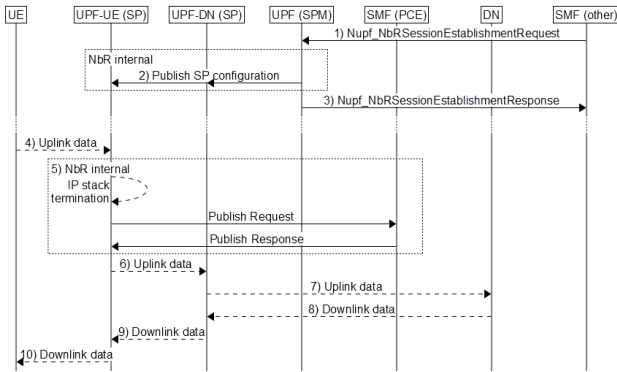 UE
UPF-UE (SP)
UPF-DN (SP)
UPF (SPM)
SMF (PCE)
DN
SMF (other)
1) Nupf_NbRSessionEstablishmentRequest
NbR internal
2) Publish SP configuration
3) Nupf_NbRSessionEstablishmentResponse
4) Uplink data
5) NbR internal
IP stack
termination
Publish Request
Publish Response
6) Uplink data
7) Uplink data
8) Downlink data
9) Downlink data
10) Downlink data